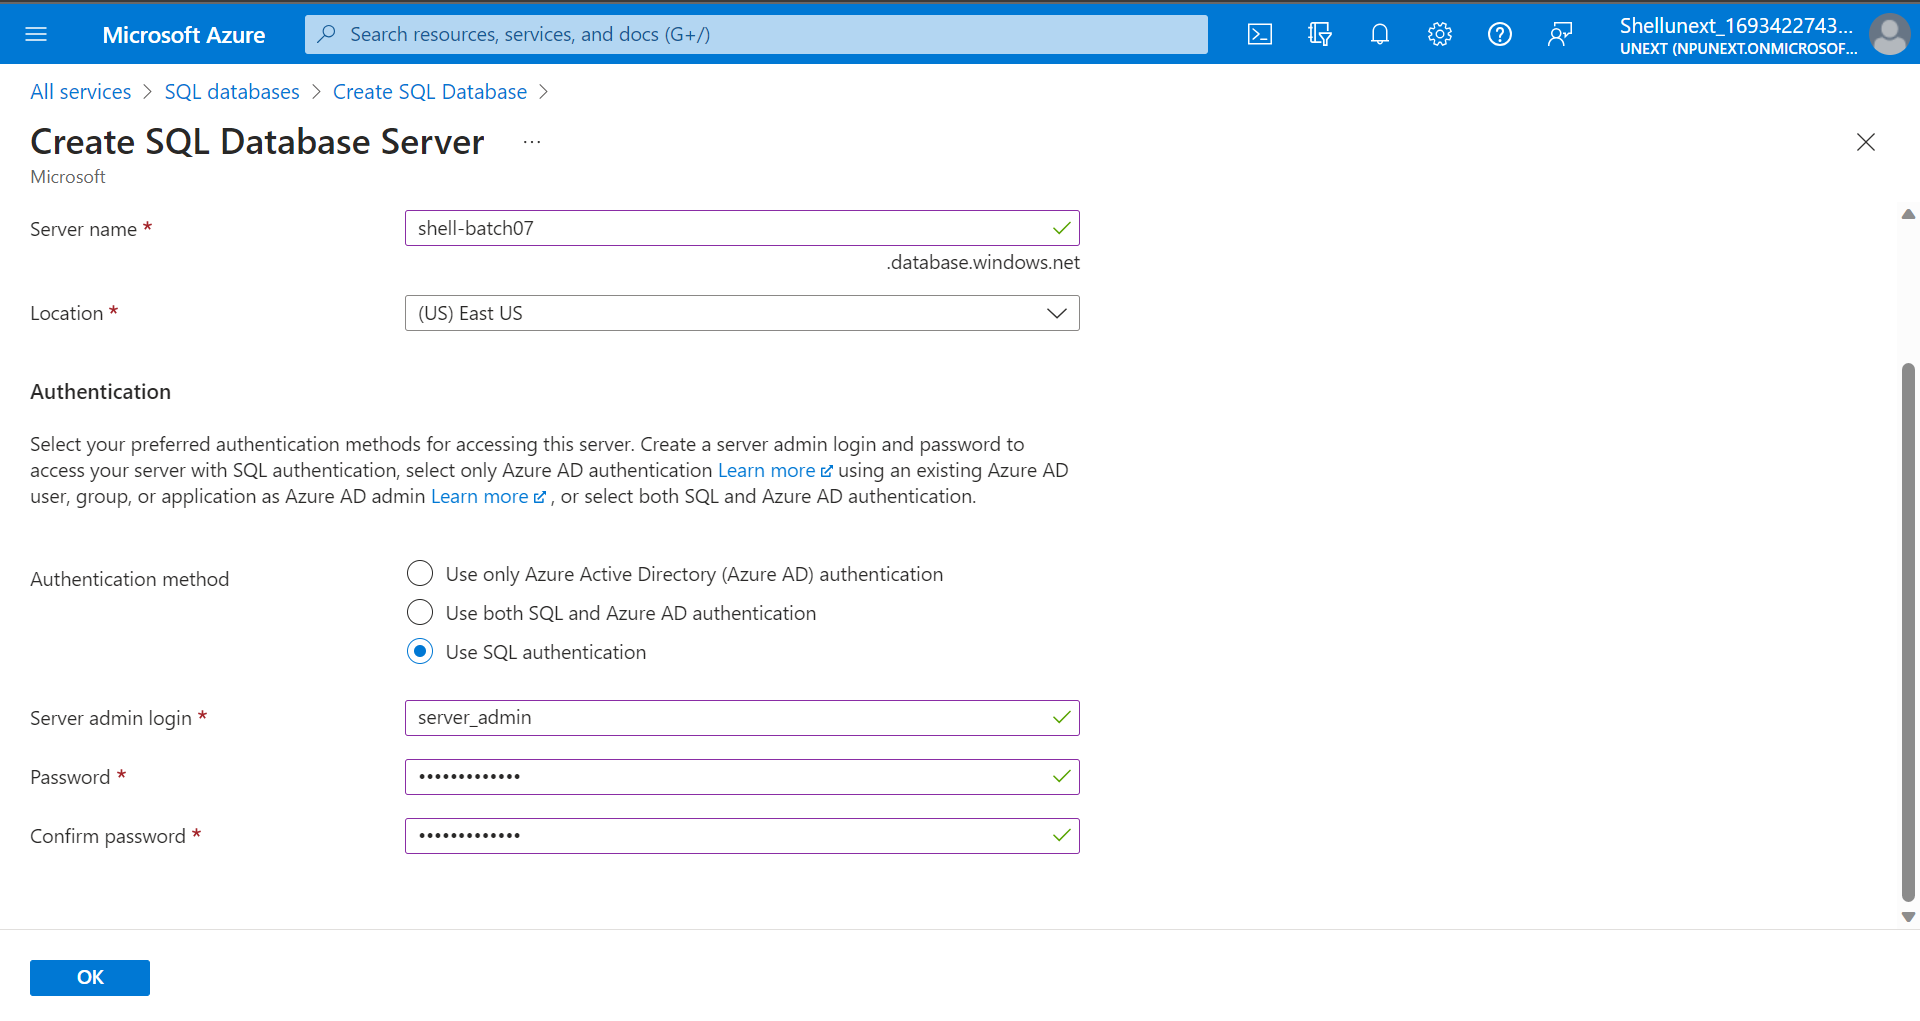 Microsoft Azure
Search resources, services, and docs (G+/)
Shellunext_1693422743...
UNEXT (NPUNEXT.ONMICROSOF...
All services > SQL databases > Create SQL Database >
Create SQL Database Server ...
Microsoft
Server name *
shell-batch07
.database.windows.net
Location *
(US) East US
Authentication
Select your preferred authentication methods for accessing this server. Create a server admin login and password to
access your server with SQL authentication, select only Azure AD authentication Learn more using an existing Azure AD
user, group, or application as Azure AD admin Learn more , or select both SQL and Azure AD authentication.
Authentication method
Use only Azure Active Directory (Azure AD) authentication
Use both SQL and Azure AD authentication
Use SQL authentication
Server admin login *
server_admin
Password *
•••••••••••••
Confirm password *
•••••••••••••
OK